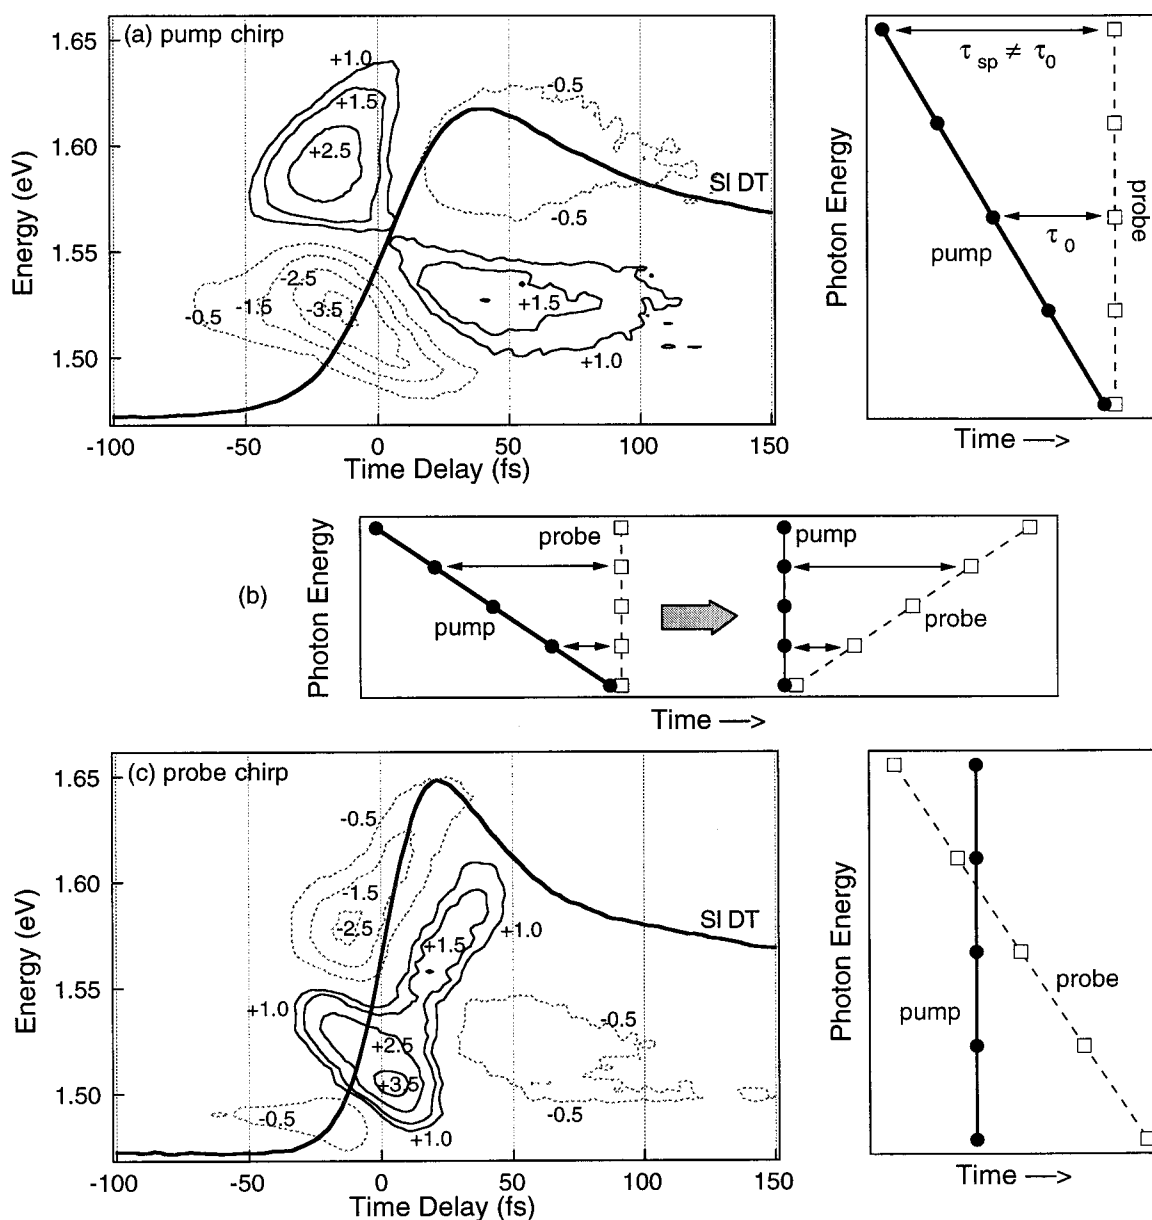 (a) pump chirp
Energy (eV)
1.65
1.60
1.55
1.50
+1.0
+1.5
+2.5
-0.5
-0.5
SI DT
-2.5
-1.5
-3.5
-0.5
+1.5
+1.0
-100
-50
0
50
100
150
Time Delay (fs)
τsp ≠ τ0
Photon Energy
probe
τ0
pump
Time —>
(b)
Photon Energy
probe
pump
pump
probe
Time —>
(c) probe chirp
Energy (eV)
1.65
1.60
1.55
1.50
-0.5
-1.5
-2.5
+1.5
+1.0
SI DT
+1.0
+2.5
+3.5
-0.5
-0.5
+1.0
-0.5
-100
-50
0
50
100
150
Time Delay (fs)
Photon Energy
probe
pump
Time —>